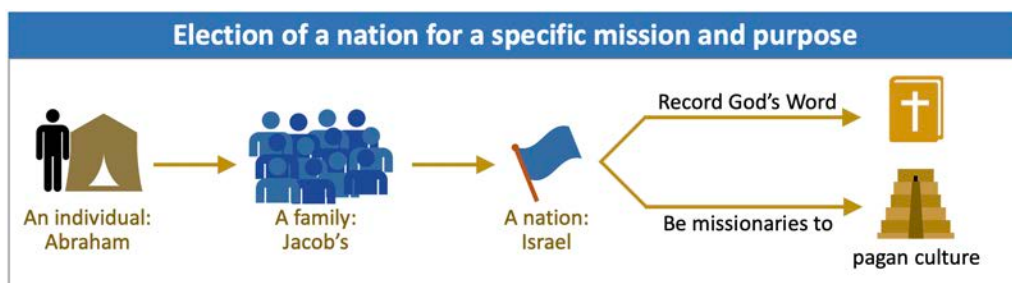 Election of a nation for a specific mission and purpose
An individual:
Abraham
A family:
Jacob's
A nation:
Israel
Record God's Word
Be missionaries to
pagan culture